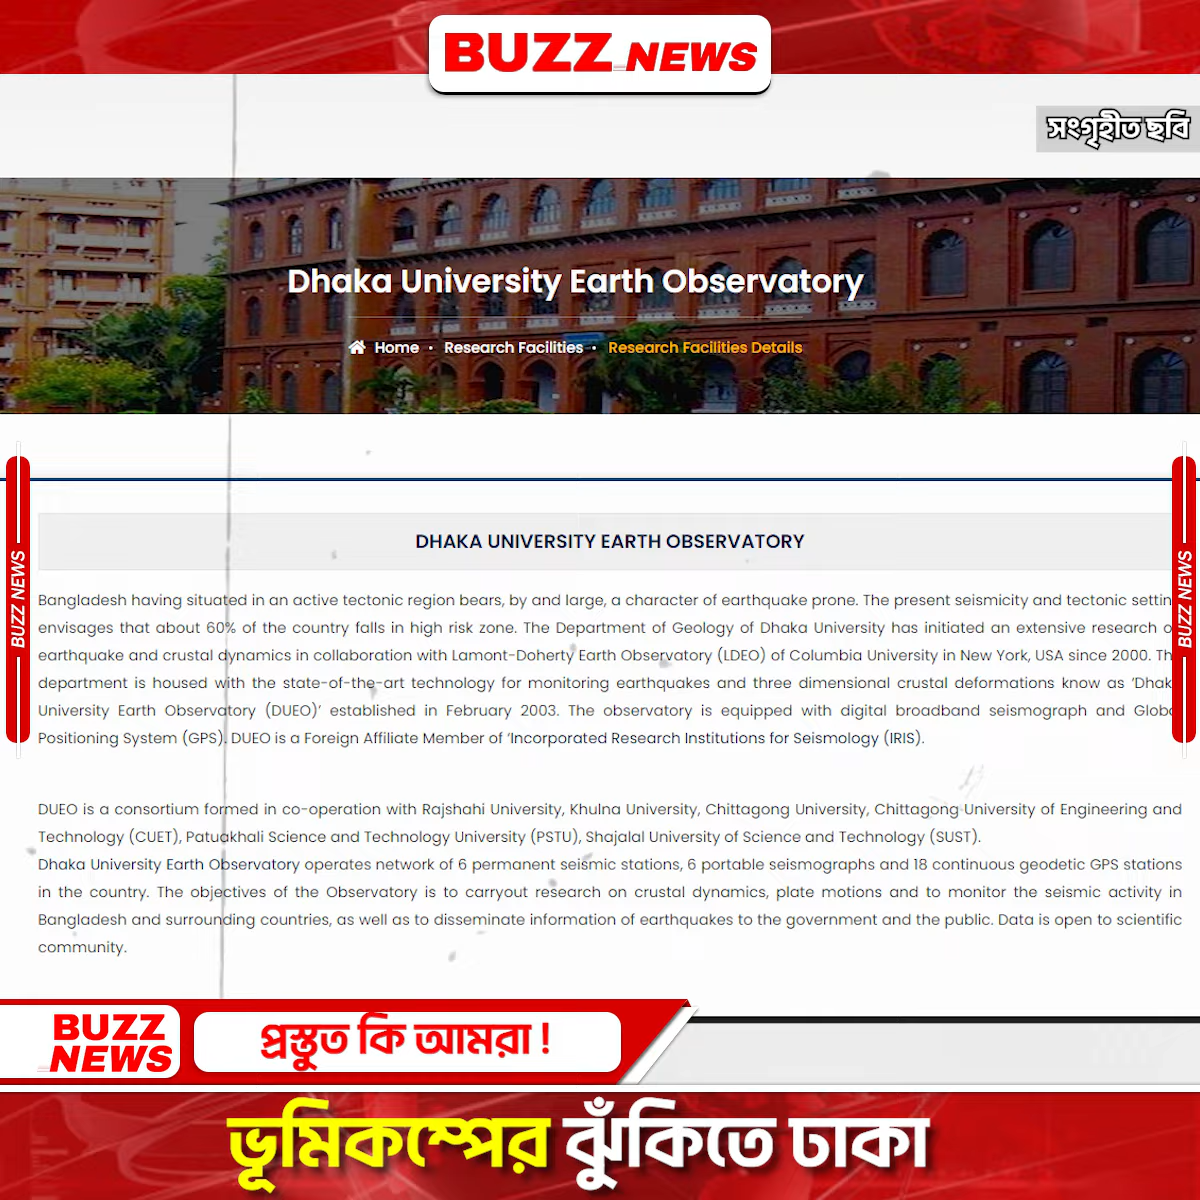 BUZZ NEWS
সংগৃহীত ছবি
Dhaka University Earth Observatory
Home • Research Facilities • Research Facilities Details
DHAKA UNIVERSITY EARTH OBSERVATORY
Bangladesh having situated in an active tectonic region beers, by and large, a character of earthquake prone. The present seismicity and tectonic settin
envisages that about 60% of the country falls in high risk zone. The Department of Geology of Dhaka University has initiated an extensive research o
earthquake and crustal dynamics in collaboration with Lamont-Doherty Earth Observatory (LDEO) of Columbia University in New York, USA since 2000. Th
department is housed with the state-of-the-art technology for monitoring earthquakes and three dimensional crustal deformations know as ‘Dhak
University Earth Observatory (DUEO)’ established in February 2003. The observatory is equipped with digital broadband seismograph and Globa
Positioning System (GPS). DUEO is a Foreign Affiliate Member of ‘Incorporated Research Institutions for Seismology (IRIS).
BUZZ NEWS
BUZZ NEWS
DUEO is a consortium formed in co-operation with Rajshahi University, Khulna University, Chittagong University, Chittagong University of Engineering and
Technology (CUET), Patuakhali Science and Technology University (PSTU), Shajalal University of Science and Technology (SUST).
Dhaka University Earth Observatory operates network of 6 permanent seismic stations, 6 portable seismographs and 18 continuous geodetic GPS stations
in the country. The objectives of the Observatory is to carryout research on crustal dynamics, plate motions and to monitor the seismic activity in
Bangladesh and surrounding countries, as well as to disseminate information of earthquakes to the government and the public. Data is open to scientific
community.
BUZZ
NEWS
প্রস্তুত কি আমরা !
ভূমিকম্পের ঝুঁকিতে ঢাকা